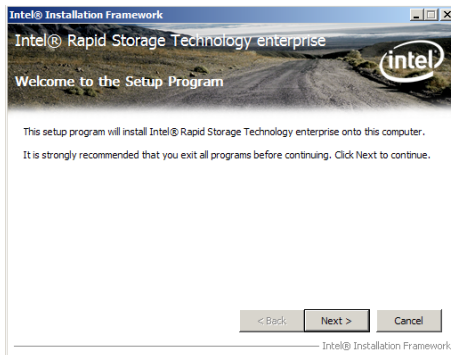 Intel® Installation Framework
Intel® Rapid Storage Technology enterprise
intel
Welcome to the Setup Program
This setup program will install Intel® Rapid Storage Technology enterprise onto this computer.
It is strongly recommended that you exit all programs before continuing. Click Next to continue.
< Back Next > Cancel
Intel® Installation Framework